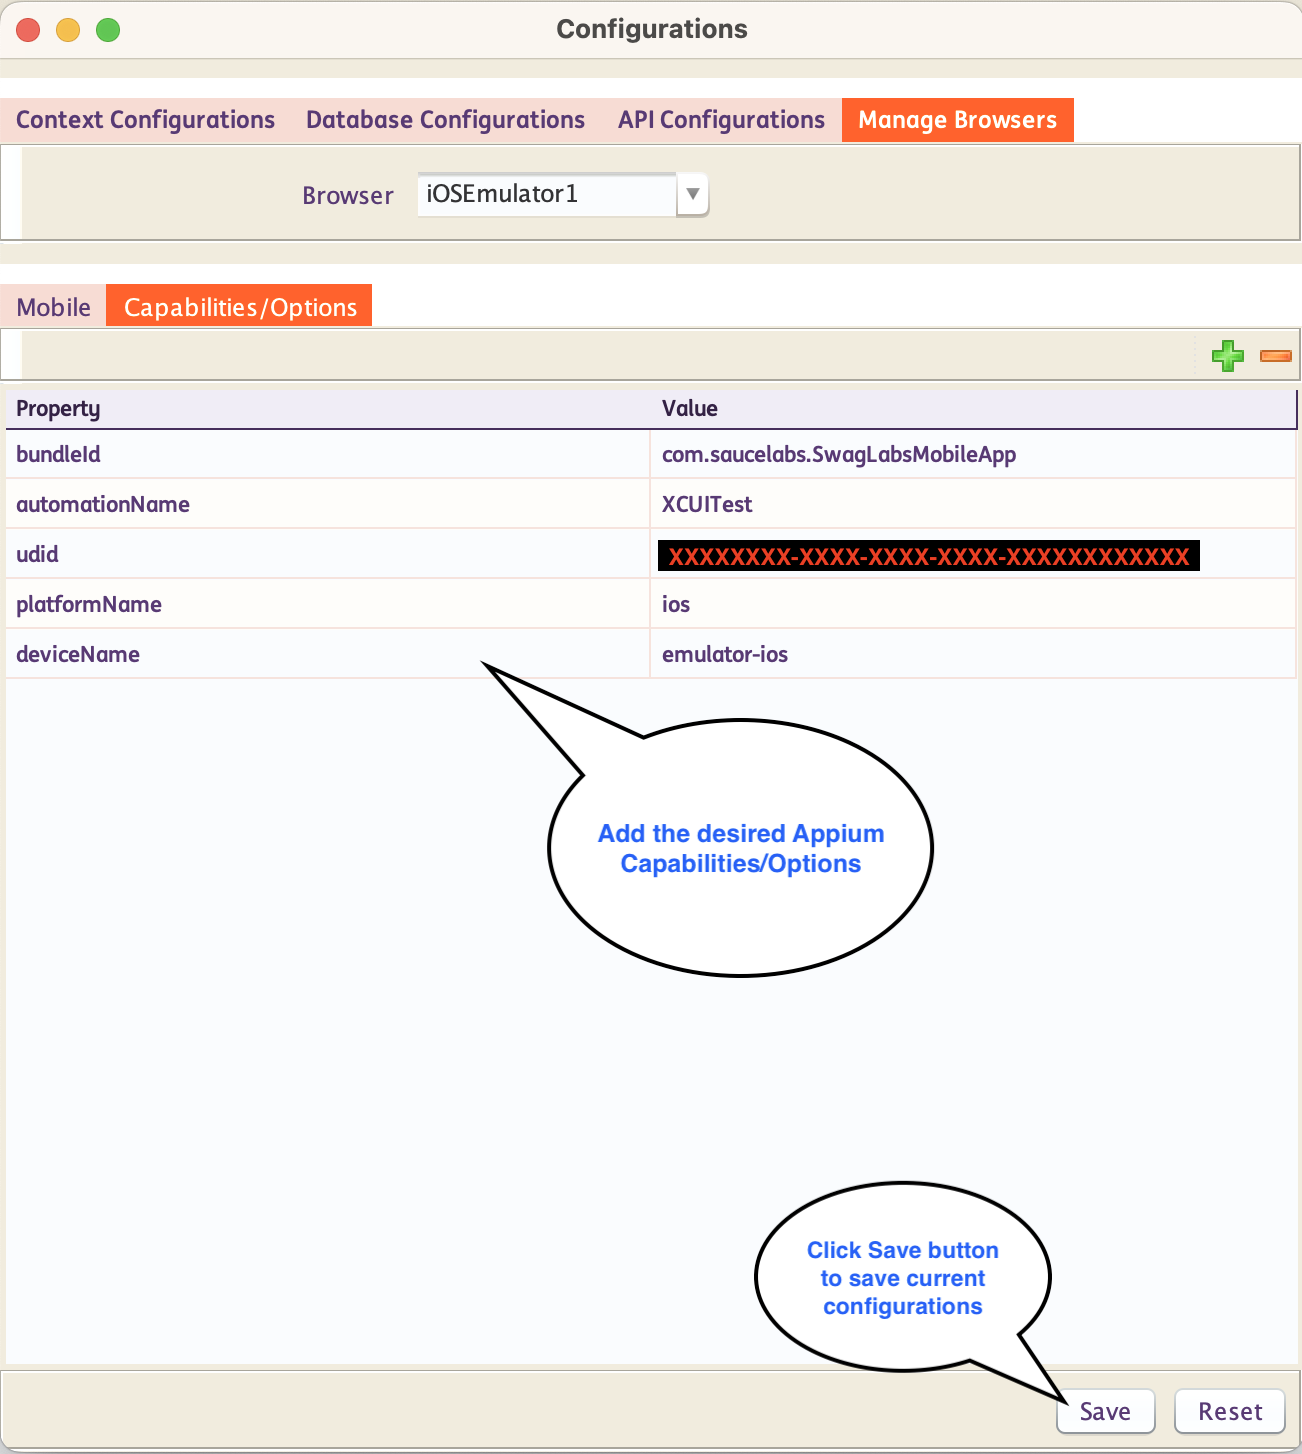 Configurations
Context Configurations Database Configurations API Configurations Manage Browsers
Browser iOSEmulator1
Mobile Capabilities/Options
Property Value
bundleId com.saucelabs.SwagLabsMobileApp
automationName XCUITest
udid XXXXXXXX-XXXX-XXXX-XXXX-XXXXXXXXXXXX
platformName ios
deviceName emulator-ios
Add the desired Appium
Capabilities/Options
Click Save button
to save current
configurations
Save Reset